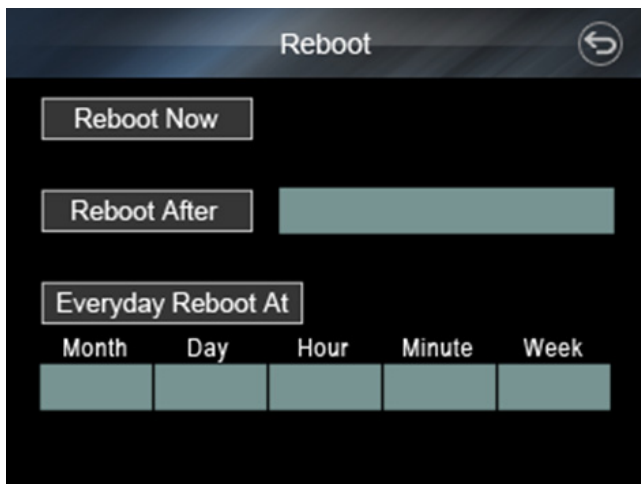 Reboot
Reboot Now
Reboot After
Everyday Reboot At
Month Day Hour Minute Week